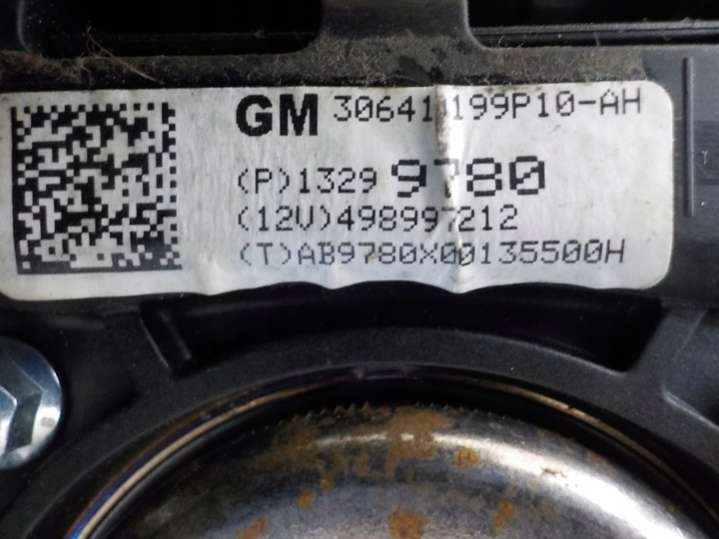 GM 30641199P10-AH
(P)1329 9780
(12V)498997212
(T)AB9780X00135500H